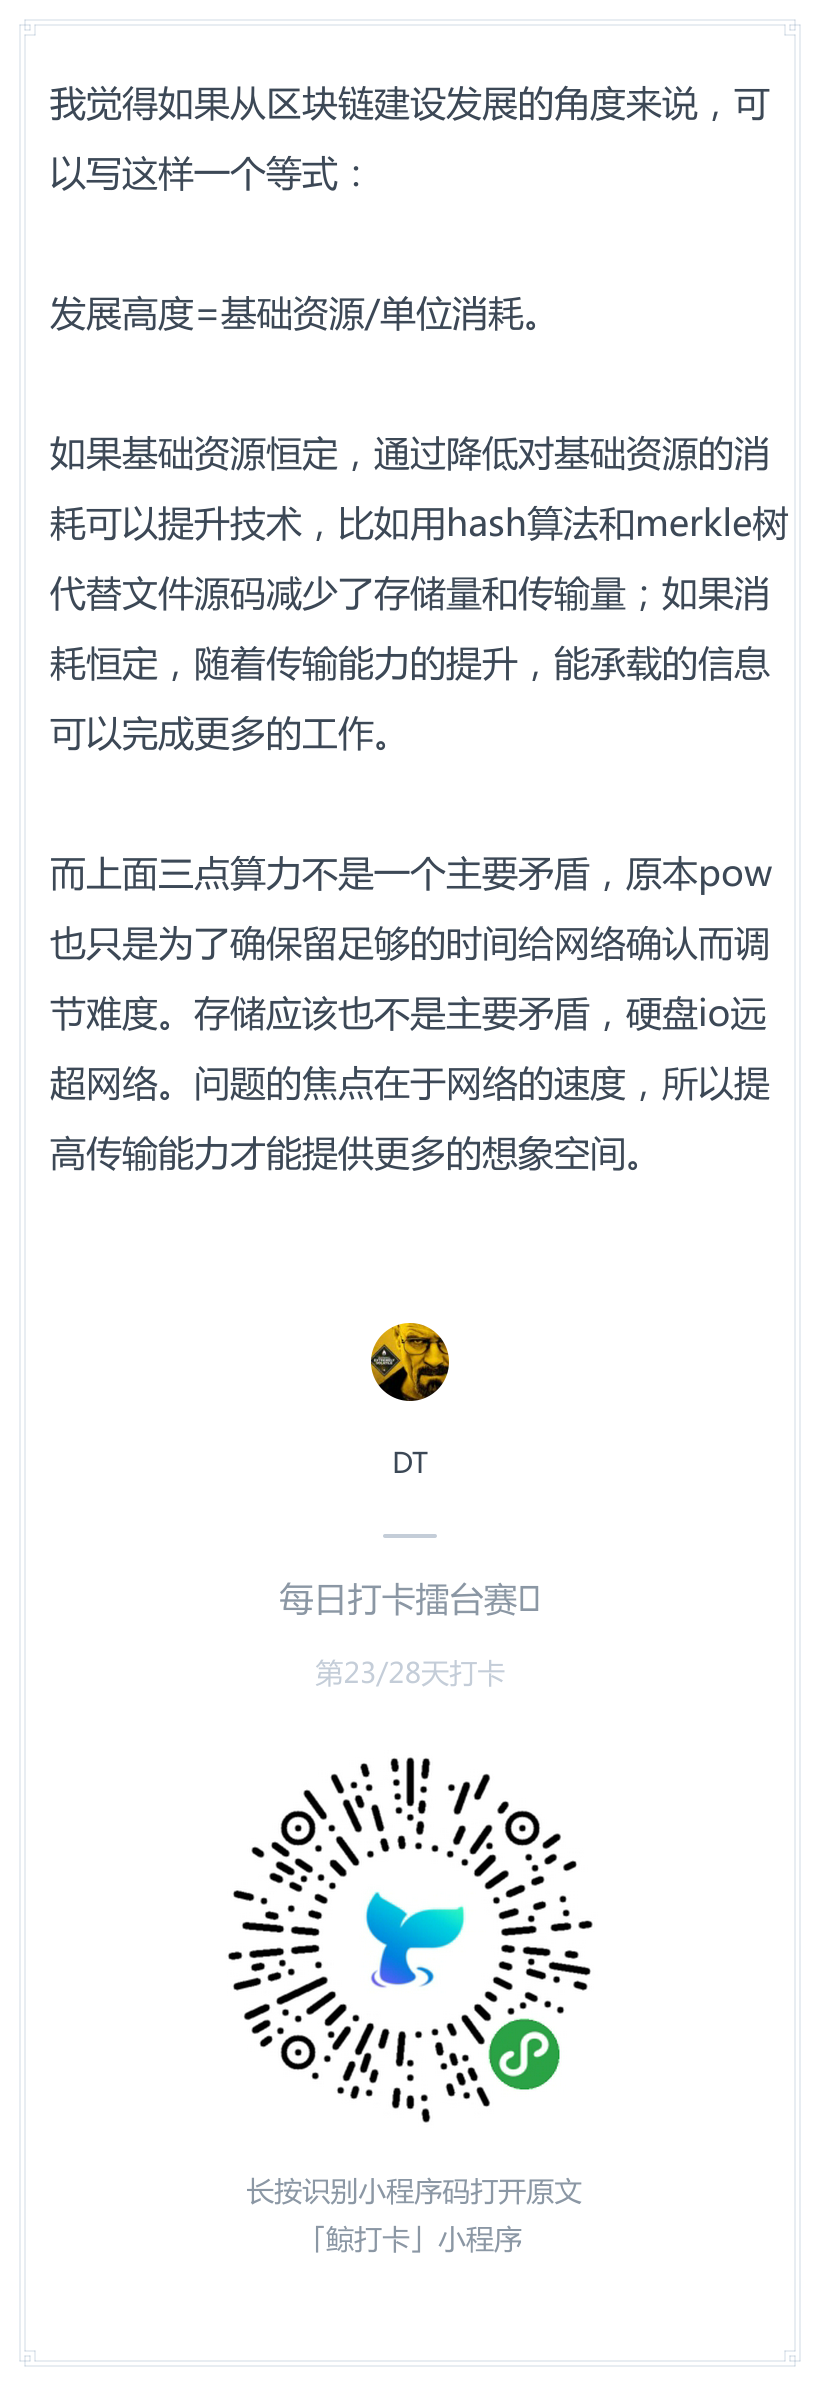 我觉得如果从区块链建设发展的角度来说，可
以写这样一个等式：
发展高度=基础资源/单位消耗。
如果基础资源恒定，通过降低对基础资源的消
耗可以提升技术，比如用hash算法和merkle树
代替文件源码减少了存储量和传输量；如果消
耗恒定，随着传输能力的提升，能承载的信息
可以完成更多的工作。
而上面三点算力不是一个主要矛盾，原本pow
也只是为了确保留足够的时间给网络确认而调
节难度。存储应该也不是主要矛盾，硬盘io远
超网络。问题的焦点在于网络的速度，所以提
高传输能力才能提供更多的想象空间。
DT
每日打卡擂台赛
第23/28天打卡
长按识别小程序码打开原文
「鲸打卡」小程序